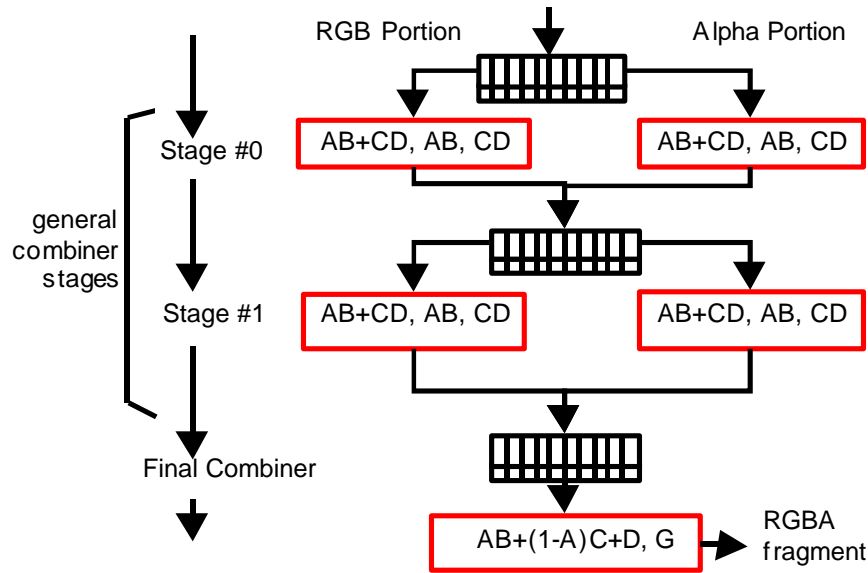 RGB Portion
Alpha Portion
AB+CD, AB, CD
AB+CD, AB, CD
Stage #0
general
combiner
stages
AB+CD, AB, CD
AB+CD, AB, CD
Stage #1
Final Combiner
AB+(1-A)C+D, G
RGBA
fragment